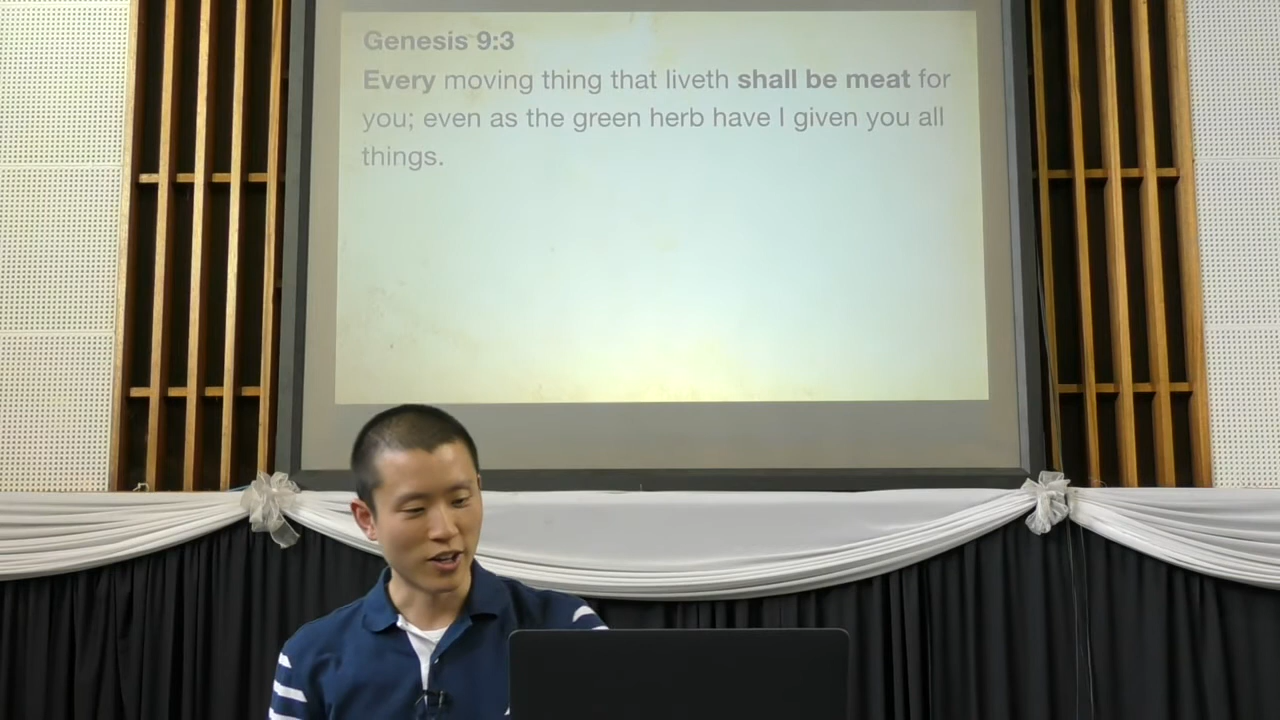 Genesis 9:3
Every moving thing that liveth shall be meat for
you; even as the green herb have I given you all
things.